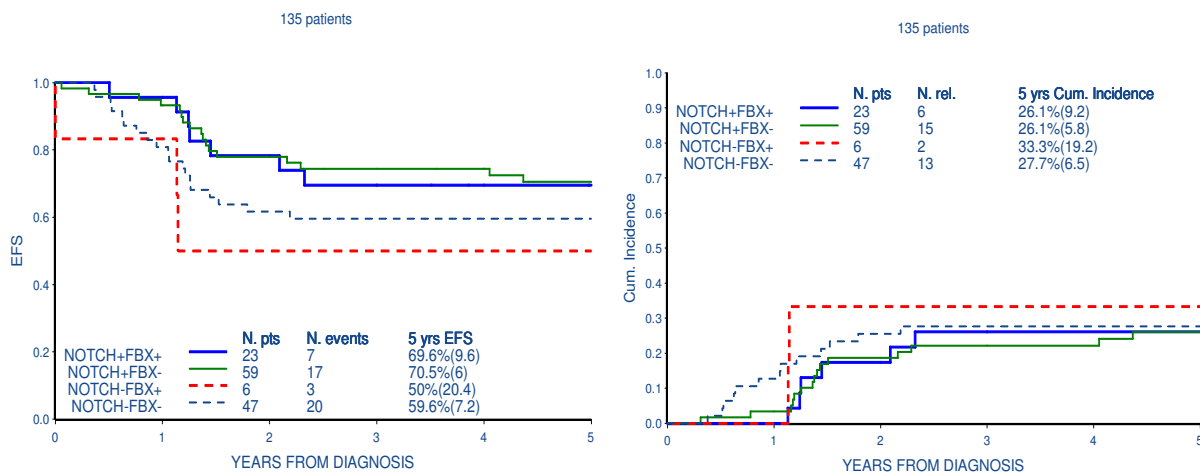 135 patients
1.0
0.8
0.6
0.4
0.2
0.0
EFS
N. pts N. events 5 yrs EFS
NOTCH+FBX+ 23 7 69.6%(9.6)
NOTCH+FBX- 59 17 70.5%(6)
NOTCH-FBX+ 6 3 50%(20.4)
NOTCH-FBX- 47 20 59.6%(7.2)
0 1 2 3 4 5
YEARS FROM DIAGNOSIS
135 patients
1.0
0.9
0.8
0.7
0.6
0.5
0.4
0.3
0.2
0.1
0.0
Cum. Incidence
N. pts N. rel. 5 yrs Cum. Incidence
NOTCH+FBX+ 23 6 26.1%(9.2)
NOTCH+FBX- 59 15 26.1%(5.8)
NOTCH-FBX+ 6 2 33.3%(19.2)
NOTCH-FBX- 47 13 27.7%(6.5)
0 1 2 3 4 5
YEARS FROM DIAGNOSIS